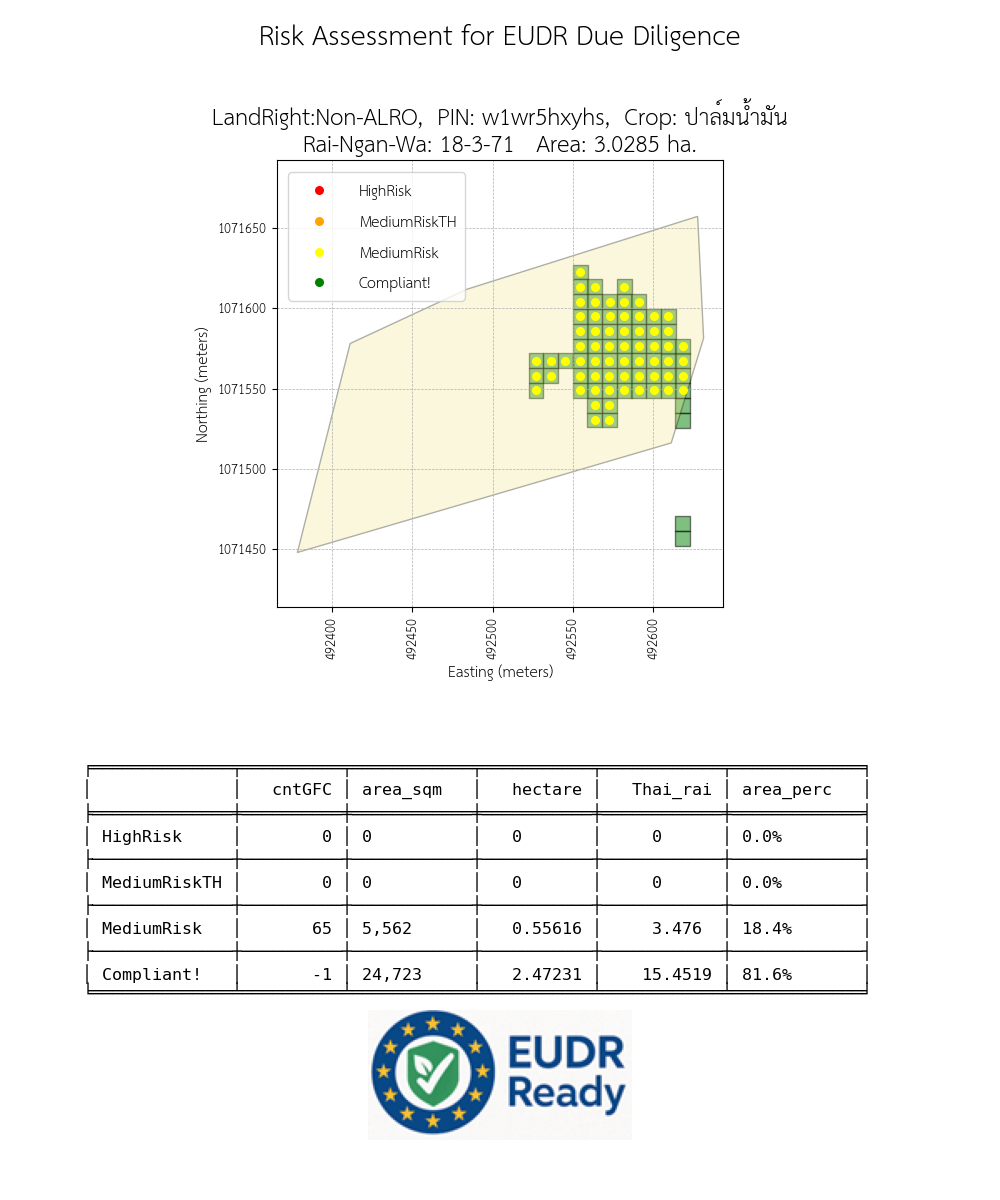 Risk Assessment for EUDR Due Diligence
LandRight:Non-ALRO, PIN: w1wr5hxyhs, Crop: ปาล์มน้ำมัน
Rai-Ngan-Wa: 18-3-71 Area: 3.0285 ha.
HighRisk
MediumRiskTH
MediumRisk
Compliant!
Northing (meters)
1071650
1071600
1071550
1071500
1071450
492400
492450
492500
492550
492600
Easting (meters)
cntGFC area_sqm hectare Thai_rai area_perc
HighRisk 0 0 0 0 0.0%
MediumRiskTH 0 0 0 0 0.0%
MediumRisk 65 5,562 0.55616 3.476 18.4%
Compliant! -1 24,723 2.47231 15.4519 81.6%
EUDR
Ready